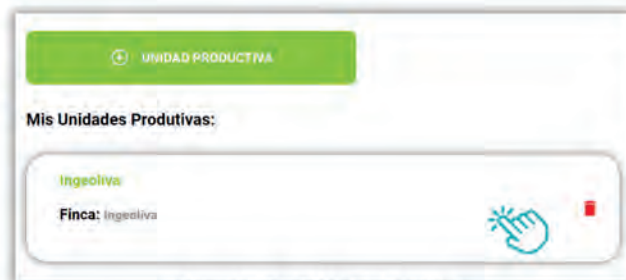 UNIDAD PRODUCTIVA
Mis Unidades Produtivas:
Ingeoliva
Finca: Ingeoliva